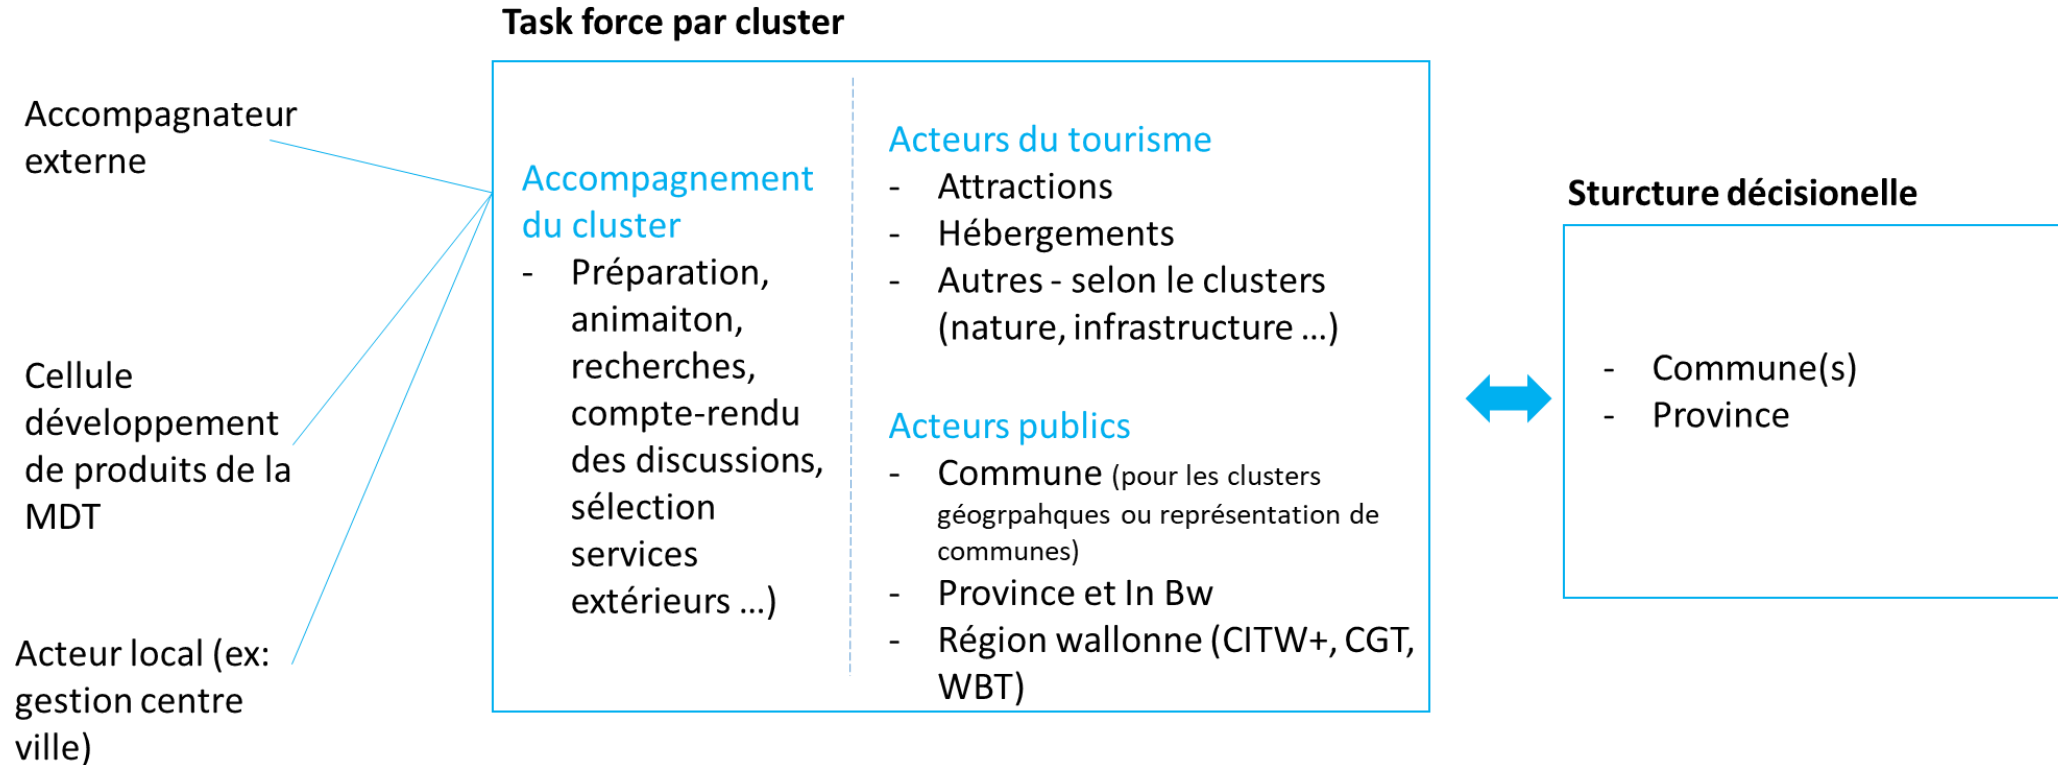 Task force par cluster
Accompagnateur
externe
Cellule
développement
de produits de la
MDT
Acteur local (ex:
gestion centre
ville)
Accompagnement
du cluster
- Préparation,
animaiton,
recherches,
compte-rendu
des discussions,
sélection
services
extérieurs ...)
Acteurs du tourisme
- Attractions
- Hébergements
- Autres - selon le clusters
(nature, infrastructure ...)
Acteurs publics
- Commune (pour les clusters
géogrpahques ou représentation de
communes)
- Province et In Bw
- Région wallonne (CITW+, CGT,
WBT)
Sturcture décisionelle
- Commune(s)
- Province